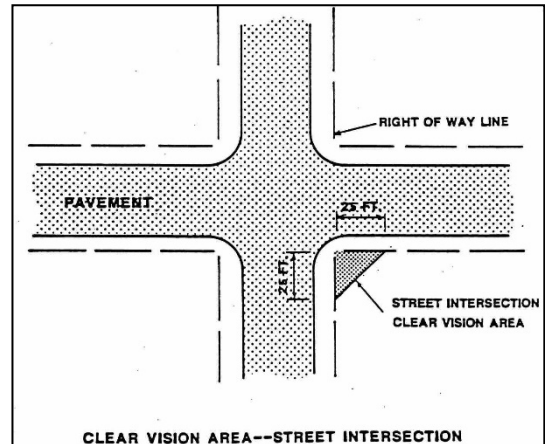 RIGHT OF WAY LINE
PAVEMENT
25 FT.
25 FT.
STREET INTERSECTION
CLEAR VISION AREA
CLEAR VISION AREA--STREET INTERSECTION